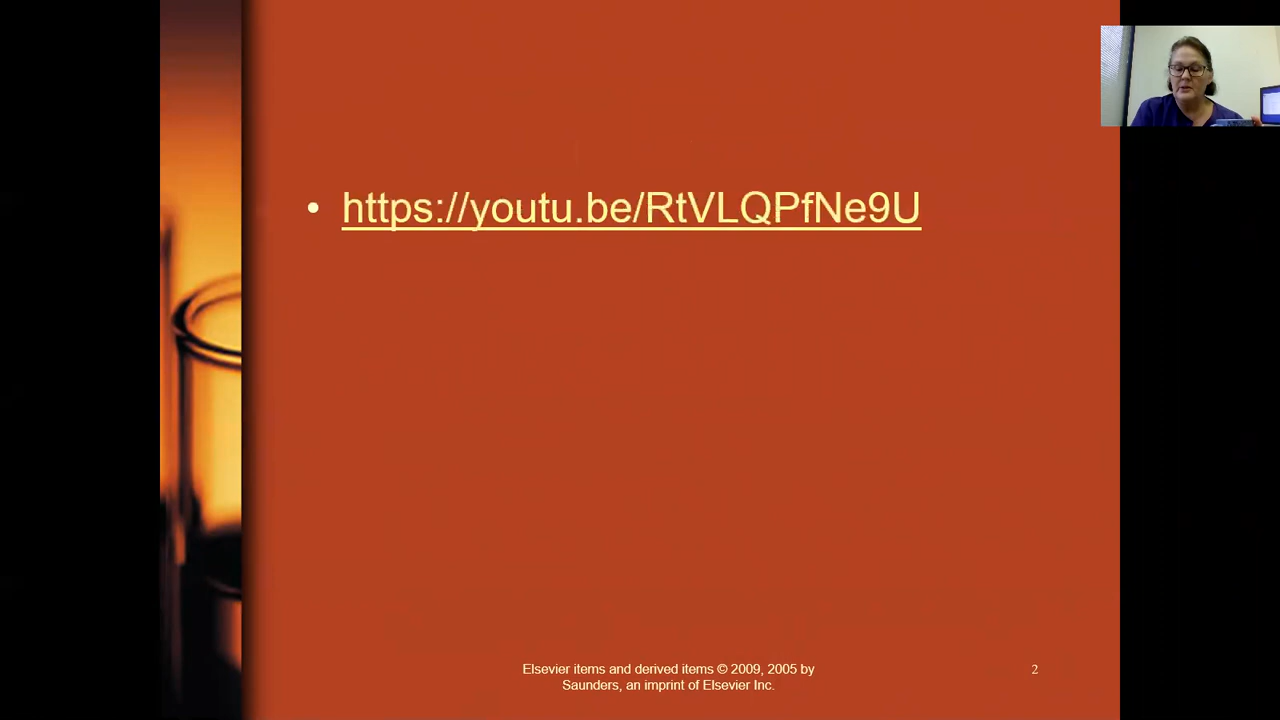 • https://youtu.be/RtVLQPfNe9U
Elsevier items and derived items © 2009, 2005 by
Saunders, an imprint of Elsevier Inc.
2